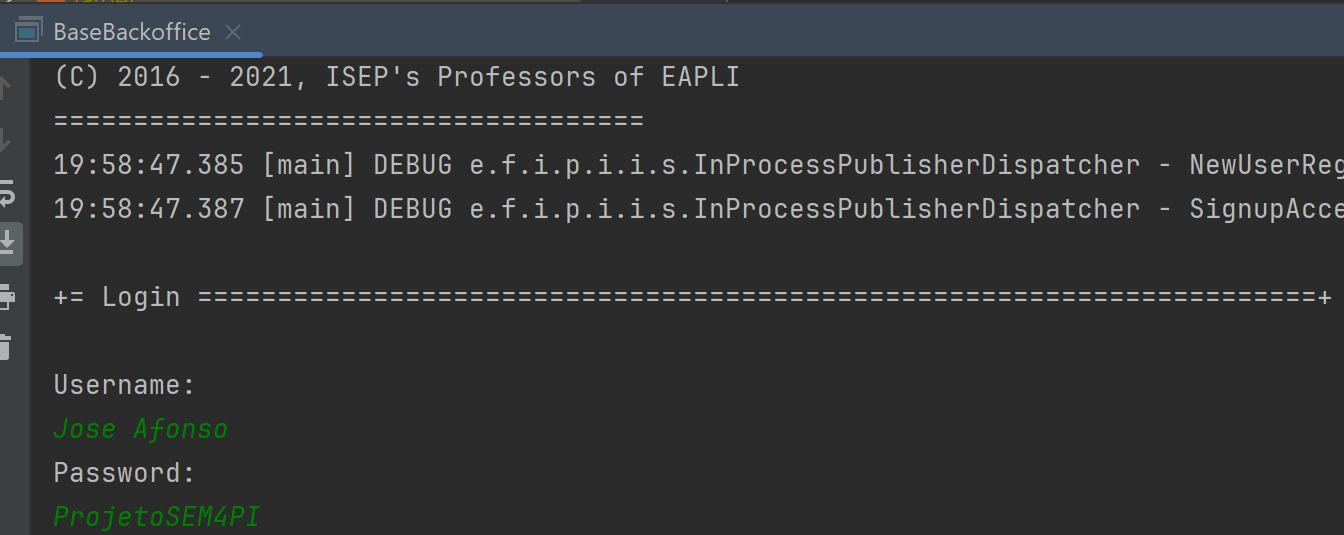 BaseBackoffice
(C) 2016 - 2021, ISEP's Professors of EAPLI
=====================================
19:58:47.385 [main] DEBUG e.f.i.p.i.i.s.InProcessPublisherDispatcher - NewUserReg
19:58:47.387 [main] DEBUG e.f.i.p.i.i.s.InProcessPublisherDispatcher - SignupAcce
+= Login ======================================================================+
Username:
Jose Afonso
Password:
ProjetoSEM4PI